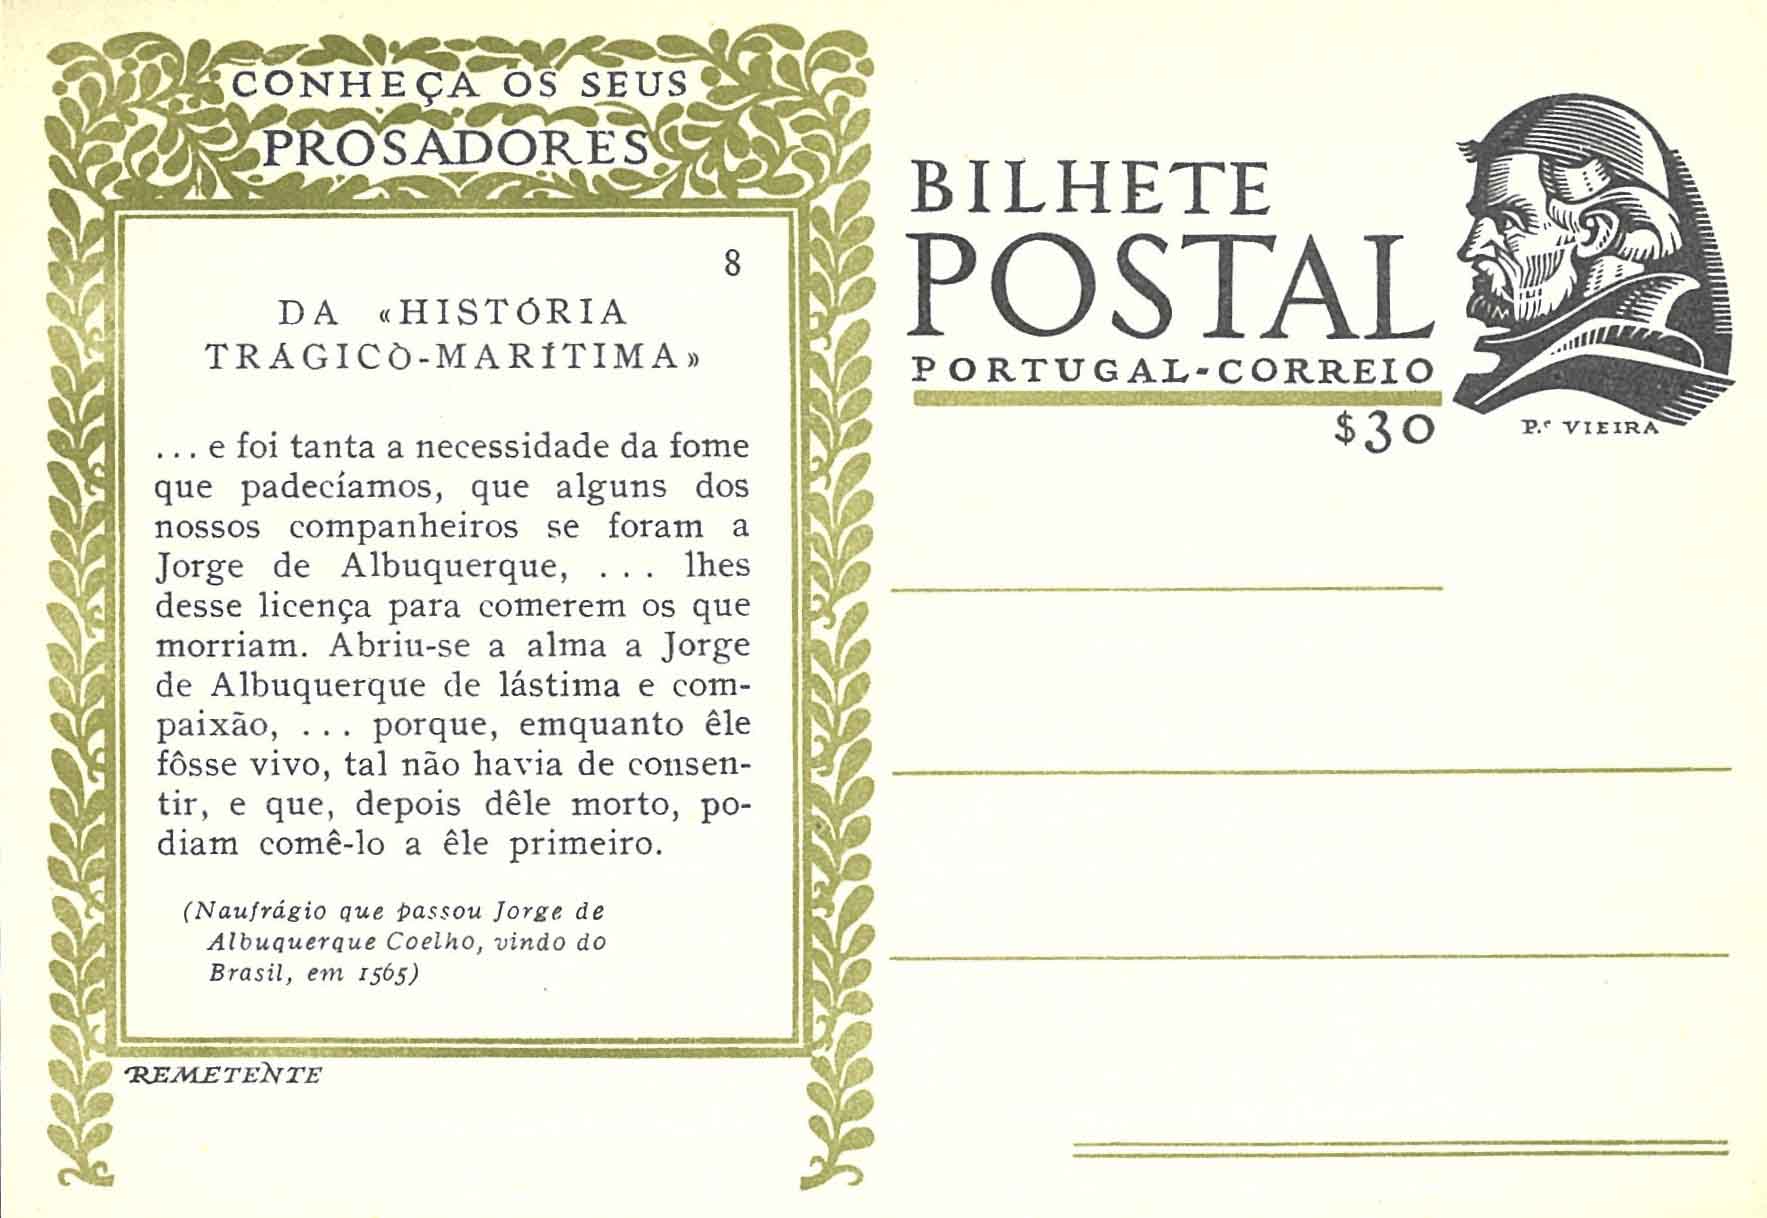 CONHEÇA OS SEUS
PROSADORES
8
DA «HISTÓRIA
TRÁGICÒ-MARÍTIMA»
... e foi tanta a necessidade da fome
que padecíamos, que alguns dos
nossos companheiros se foram a
Jorge de Albuquerque, ... lhes
desse licença para comerem os que
morriam. Abriu-se a alma a Jorge
de Albuquerque de lástima e com-
paixão, ... porque, emquanto êle
fôsse vivo, tal não havia de consen-
tir, e que, depois dêle morto, po-
diam comê-lo a êle primeiro.
(Naufrágio que passou Jorge de
Albuquerque Coelho, vindo do
Brasil, em 1565)
REMETENTE
BILHETE
POSTAL
PORTUGAL-CORREIO
$30
P.ᵉ VIEIRA